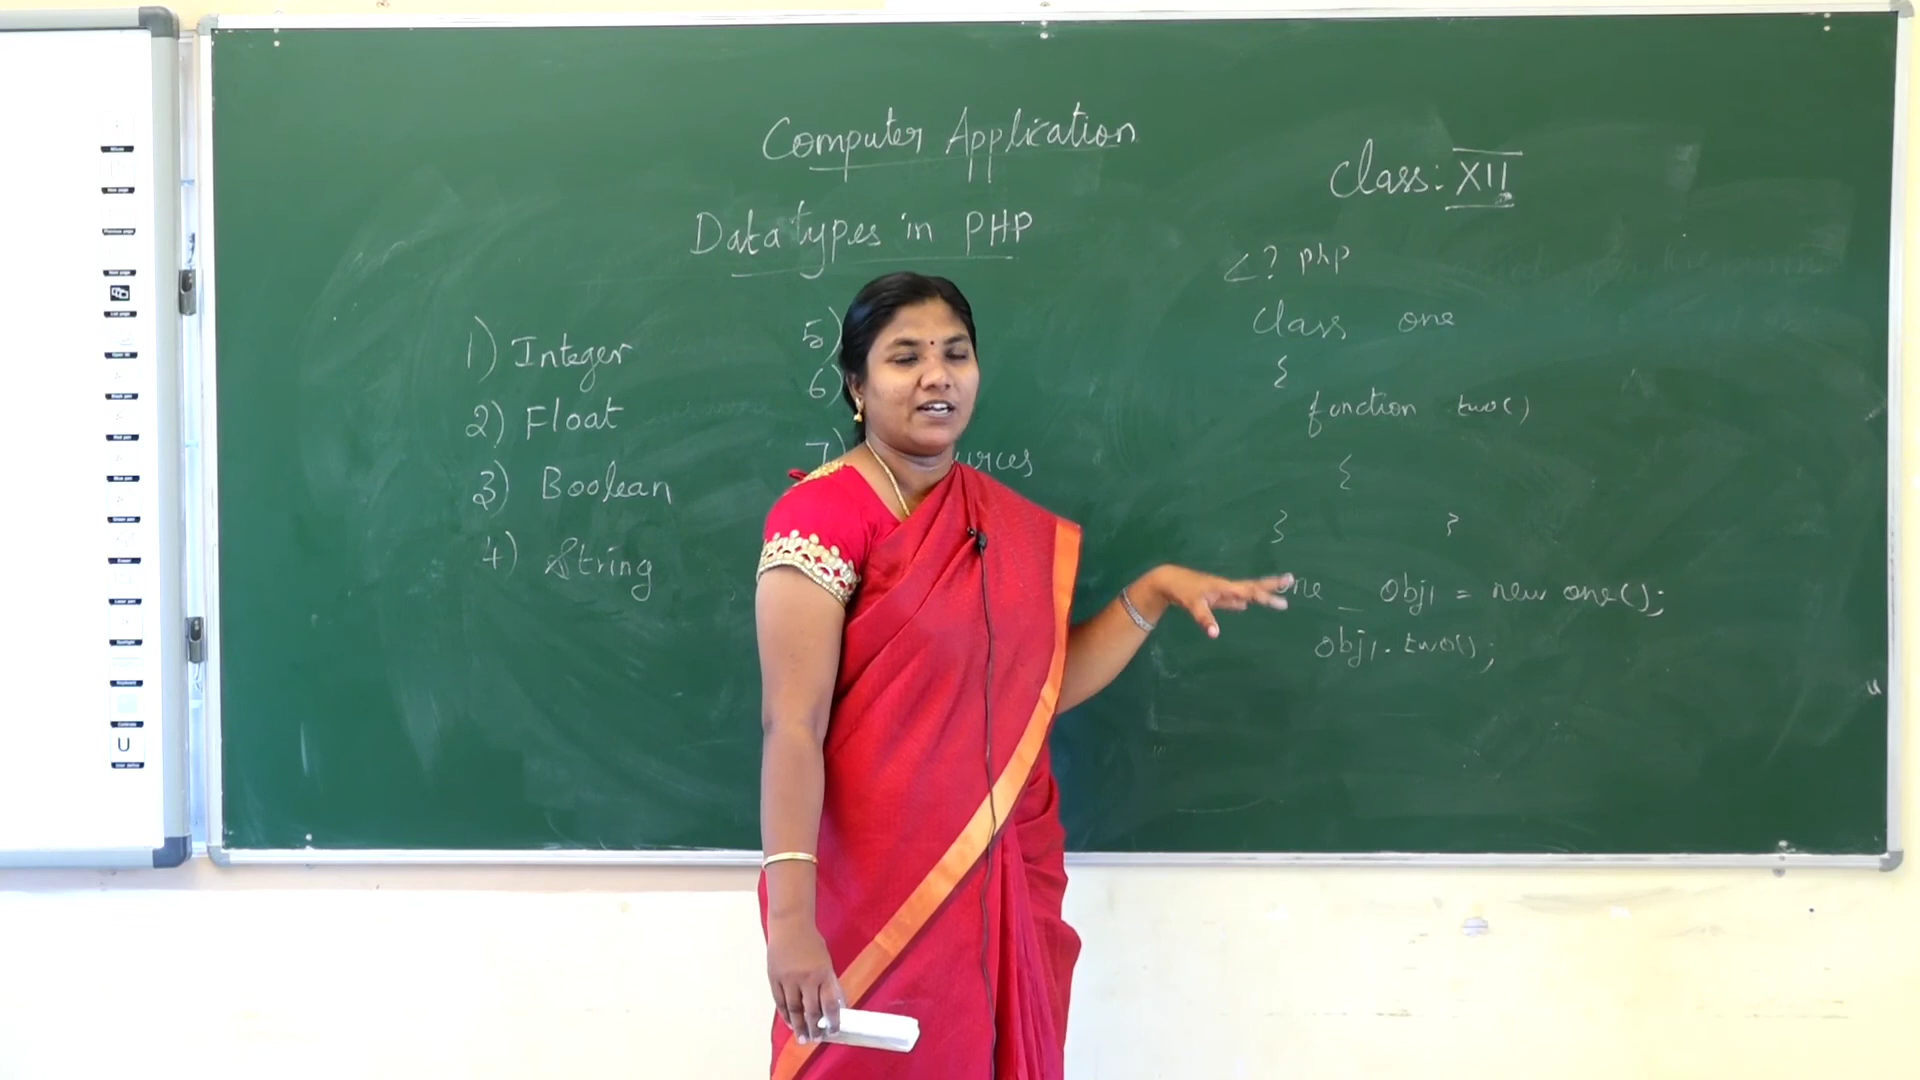 Computer Application
Class: XII
Data types in PHP
1) Integer
2) Float
3) Boolean
4) String
5)
6)
7)
<? php
class one
{
function two()
{
} }
one obj1 = new one();
obj1.two();
U